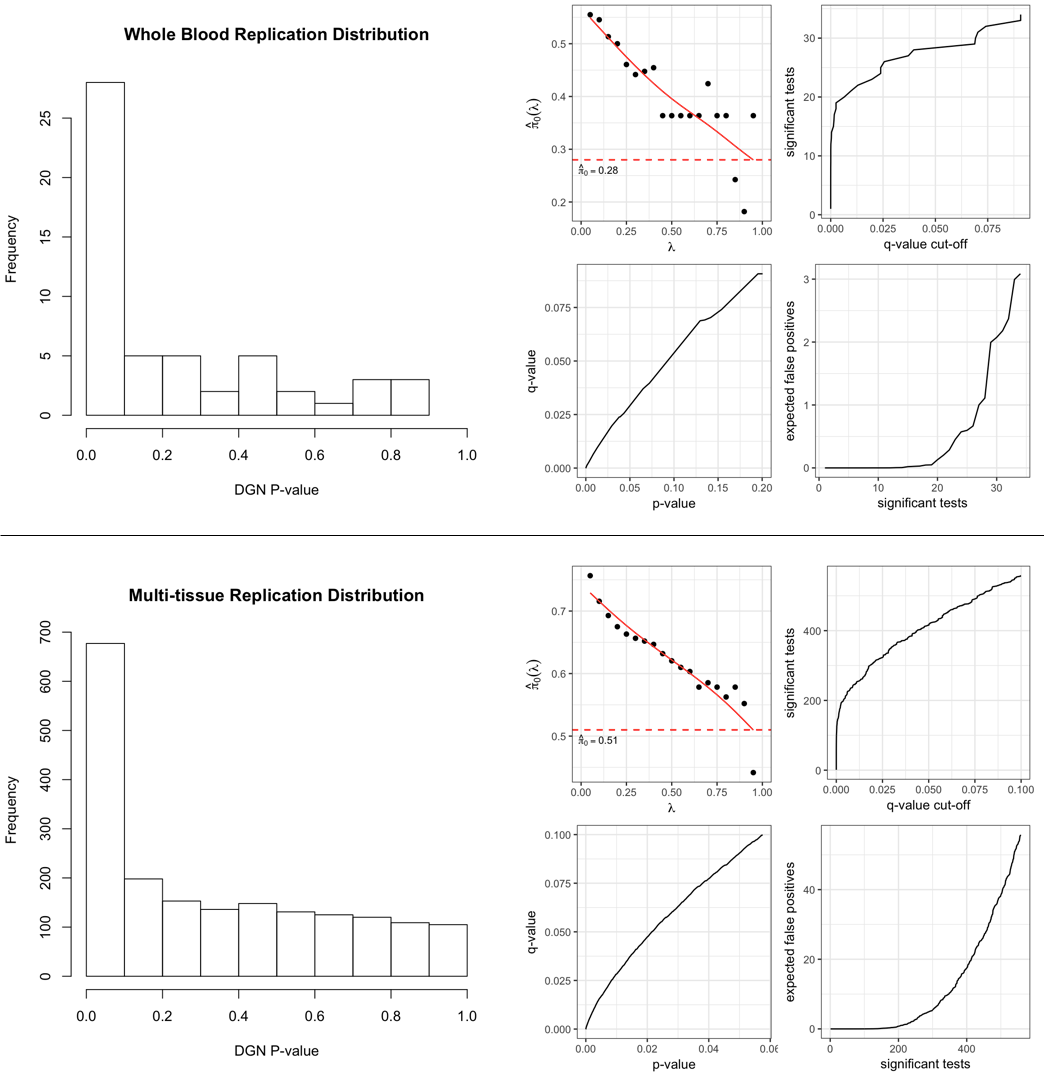 Whole Blood Replication Distribution
Frequency
0
5
10
15
20
25
0.0 0.2 0.4 0.6 0.8 1.0
DGN P-value
π̂₀(λ)
0.5
0.4
0.3
0.2
π̂₀ = 0.28
0.00 0.25 0.50 0.75 1.00
λ
significant tests
30
20
10
0
0.000 0.025 0.050 0.075
q-value cut-off
q-value
0.075
0.050
0.025
0.000
0.00 0.05 0.10 0.15 0.20
p-value
expected false positives
3
2
1
0
0 10 20 30
significant tests
Multi-tissue Replication Distribution
Frequency
0
100
200
300
400
500
600
700
0.0 0.2 0.4 0.6 0.8 1.0
DGN P-value
π̂₀(λ)
0.7
0.6
0.5
π̂₀ = 0.51
0.00 0.25 0.50 0.75 1.00
λ
significant tests
400
200
0
0.000 0.025 0.050 0.075 0.100
q-value cut-off
q-value
0.100
0.075
0.050
0.025
0.000
0.00 0.02 0.04
p-value
expected false positives
40
20
0
0 200 400
significant tests